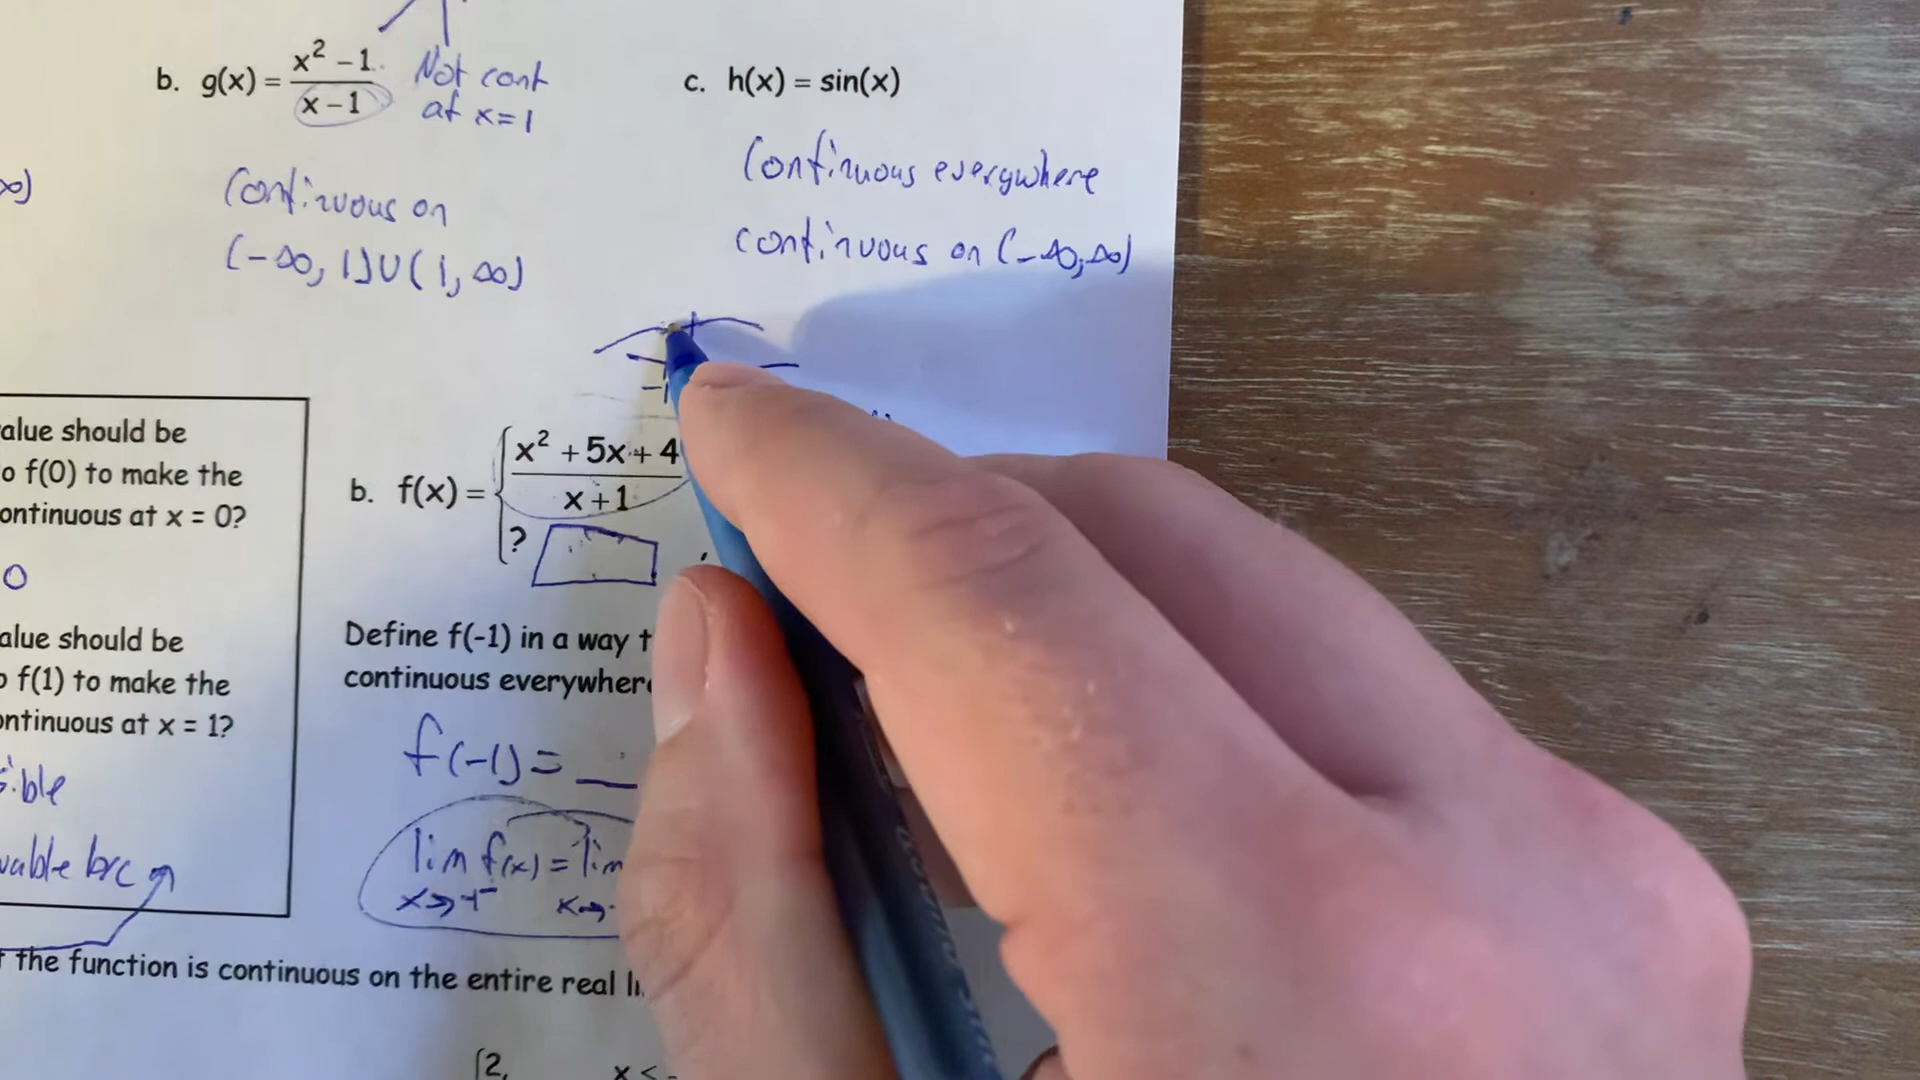 b. g(x) = x² - 1 / x - 1
Not cont
at x = 1
c. h(x) = sin(x)
∞)
Continuous on
(-∞, 1)∪(1, ∞)
Continuous everywhere
continuous on (-∞, ∞)
-1
alue should be
o f(0) to make the
ontinuous at x = 0?
0
alue should be
f(1) to make the
ontinuous at x = 1?
ible
vable brc
b. f(x) = { x² + 5x + 4 / x + 1
?
Define f(-1) in a way t
continuous everywher
f(-1) = __
lim f(x) = lim
x→-1⁻ x→
the function is continuous on the entire real li
{2, x <